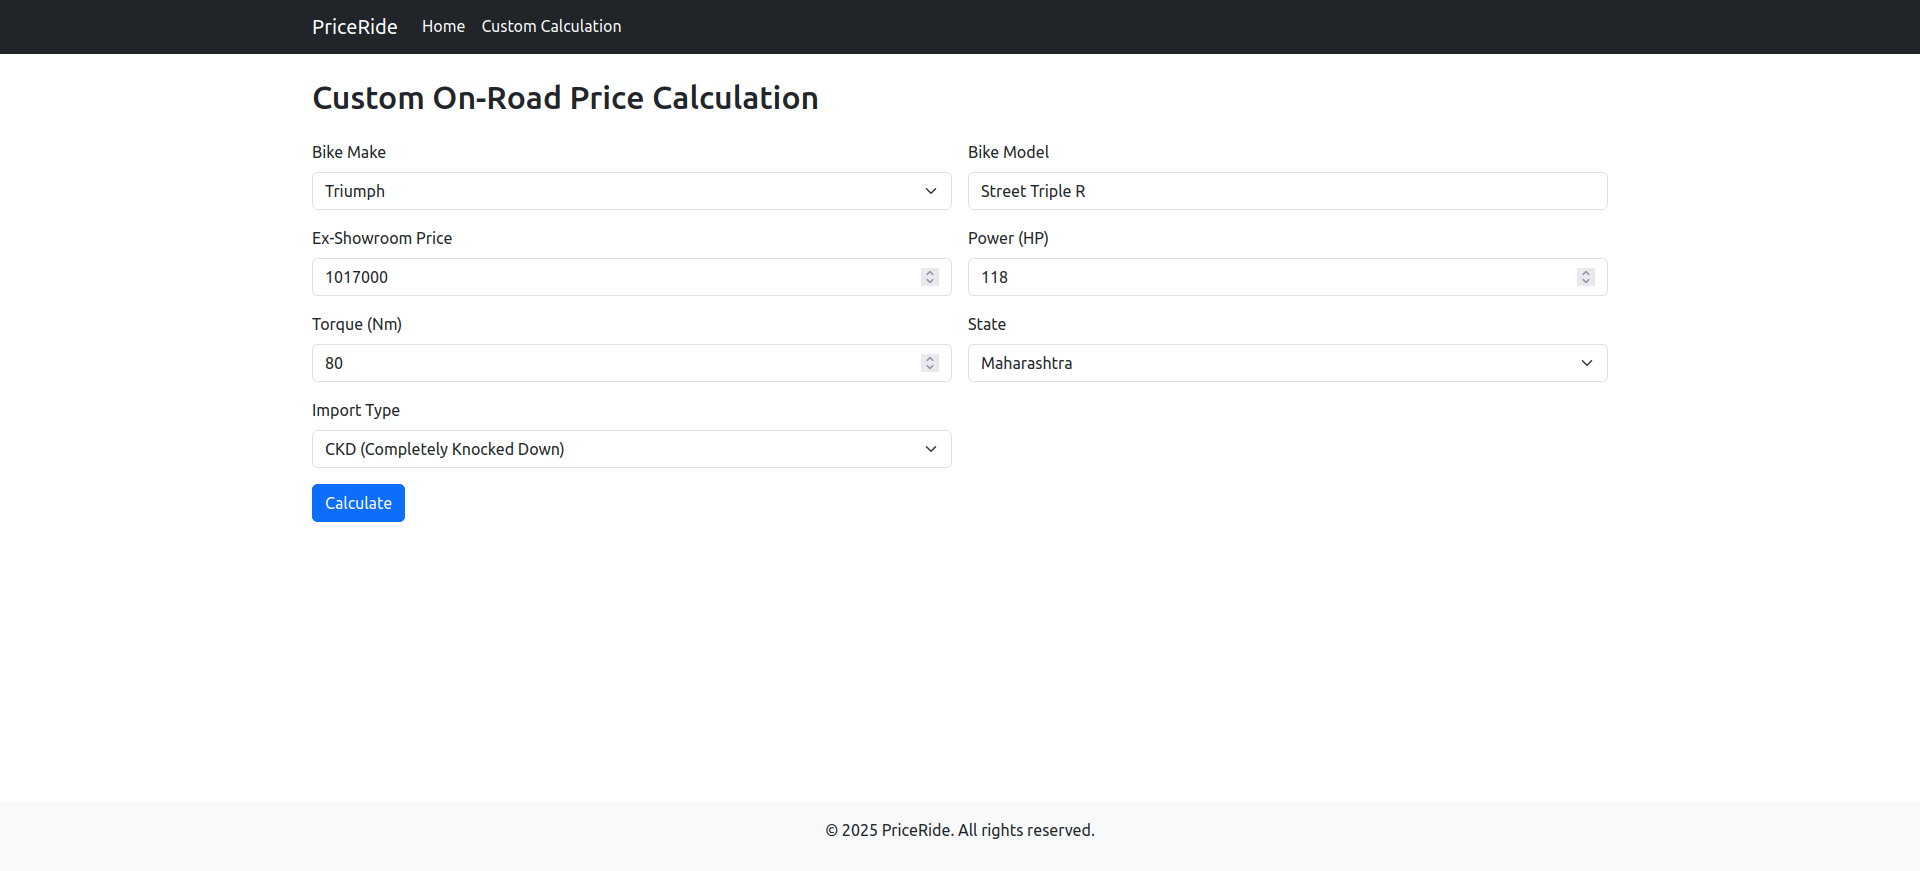 PriceRide Home Custom Calculation
Custom On-Road Price Calculation
Bike Make
Triumph
Bike Model
Street Triple R
Ex-Showroom Price
1017000
Power (HP)
118
Torque (Nm)
80
State
Maharashtra
Import Type
CKD (Completely Knocked Down)
Calculate
© 2025 PriceRide. All rights reserved.